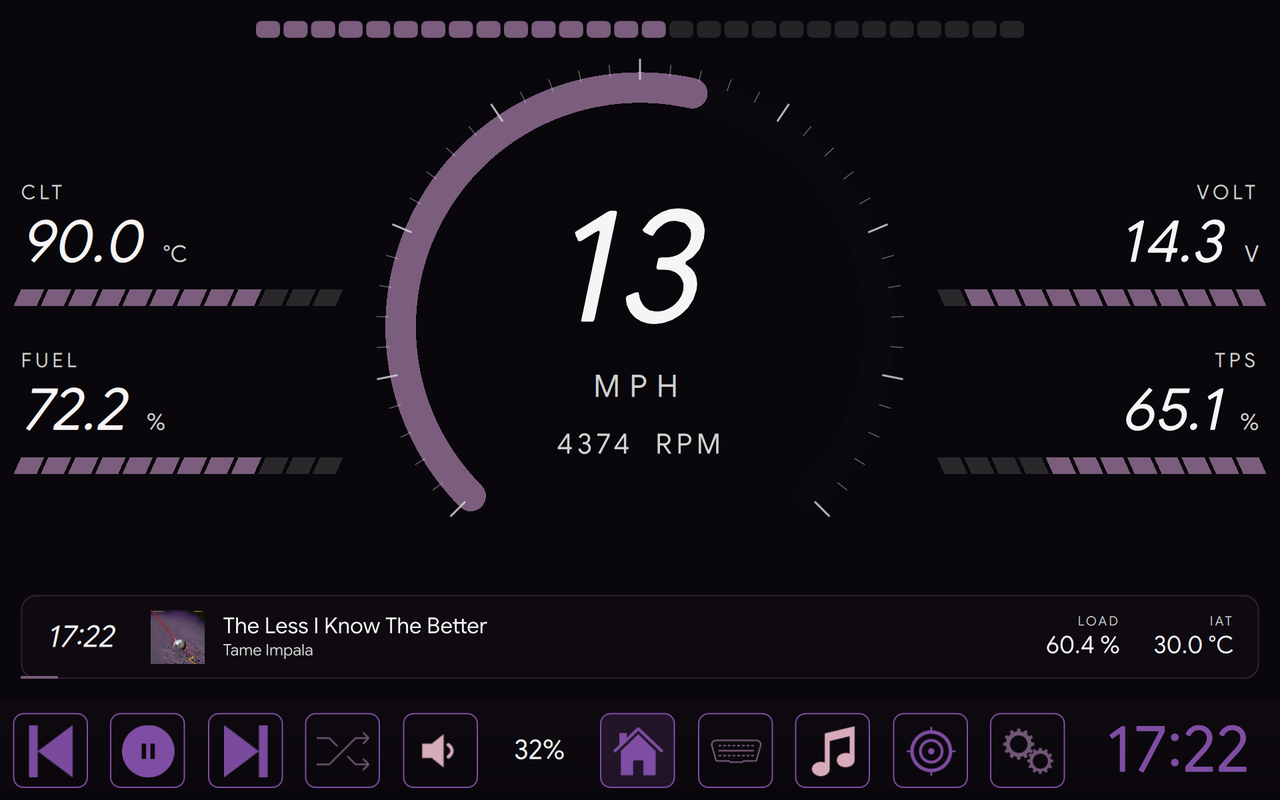 CLT
90.0 °C
FUEL
72.2 %
13
MPH
4374 RPM
VOLT
14.3 V
TPS
65.1 %
17:22
The Less I Know The Better
Tame Impala
LOAD
60.4 %
IAT
30.0 °C
32%
17:22